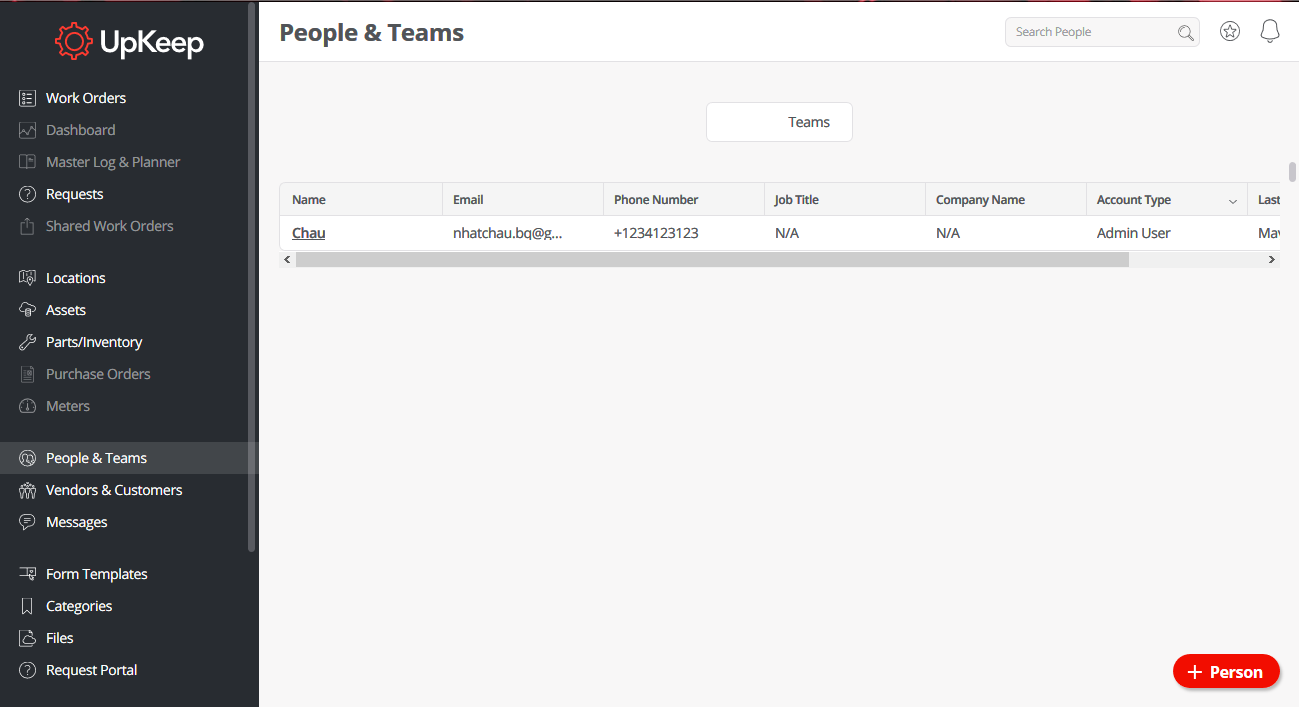 UpKeep
Work Orders
Dashboard
Master Log & Planner
Requests
Shared Work Orders
Locations
Assets
Parts/Inventory
Purchase Orders
Meters
People & Teams
Vendors & Customers
Messages
Form Templates
Categories
Files
Request Portal
People & Teams
Search People
Teams
Name Email Phone Number Job Title Company Name Account Type Last
Chau nhatchau.bq@g... +1234123123 N/A N/A Admin User
+ Person